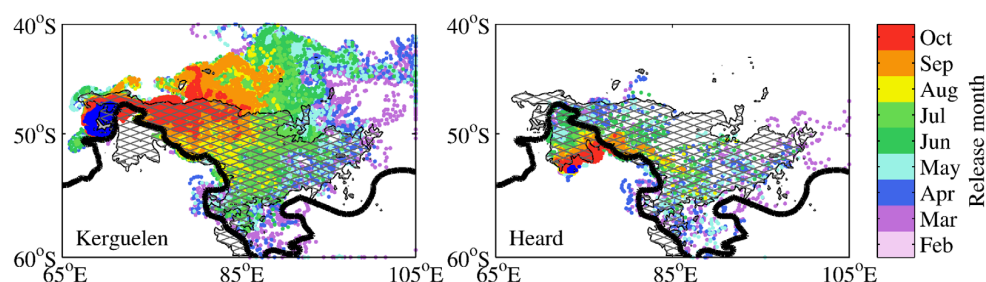 40°S
50°S
60°S
65°E
85°E
105°E
Kerguelen
40°S
50°S
60°S
65°E
85°E
105°E
Heard
Oct
Sep
Aug
Jul
Jun
May
Apr
Mar
Feb
Release month